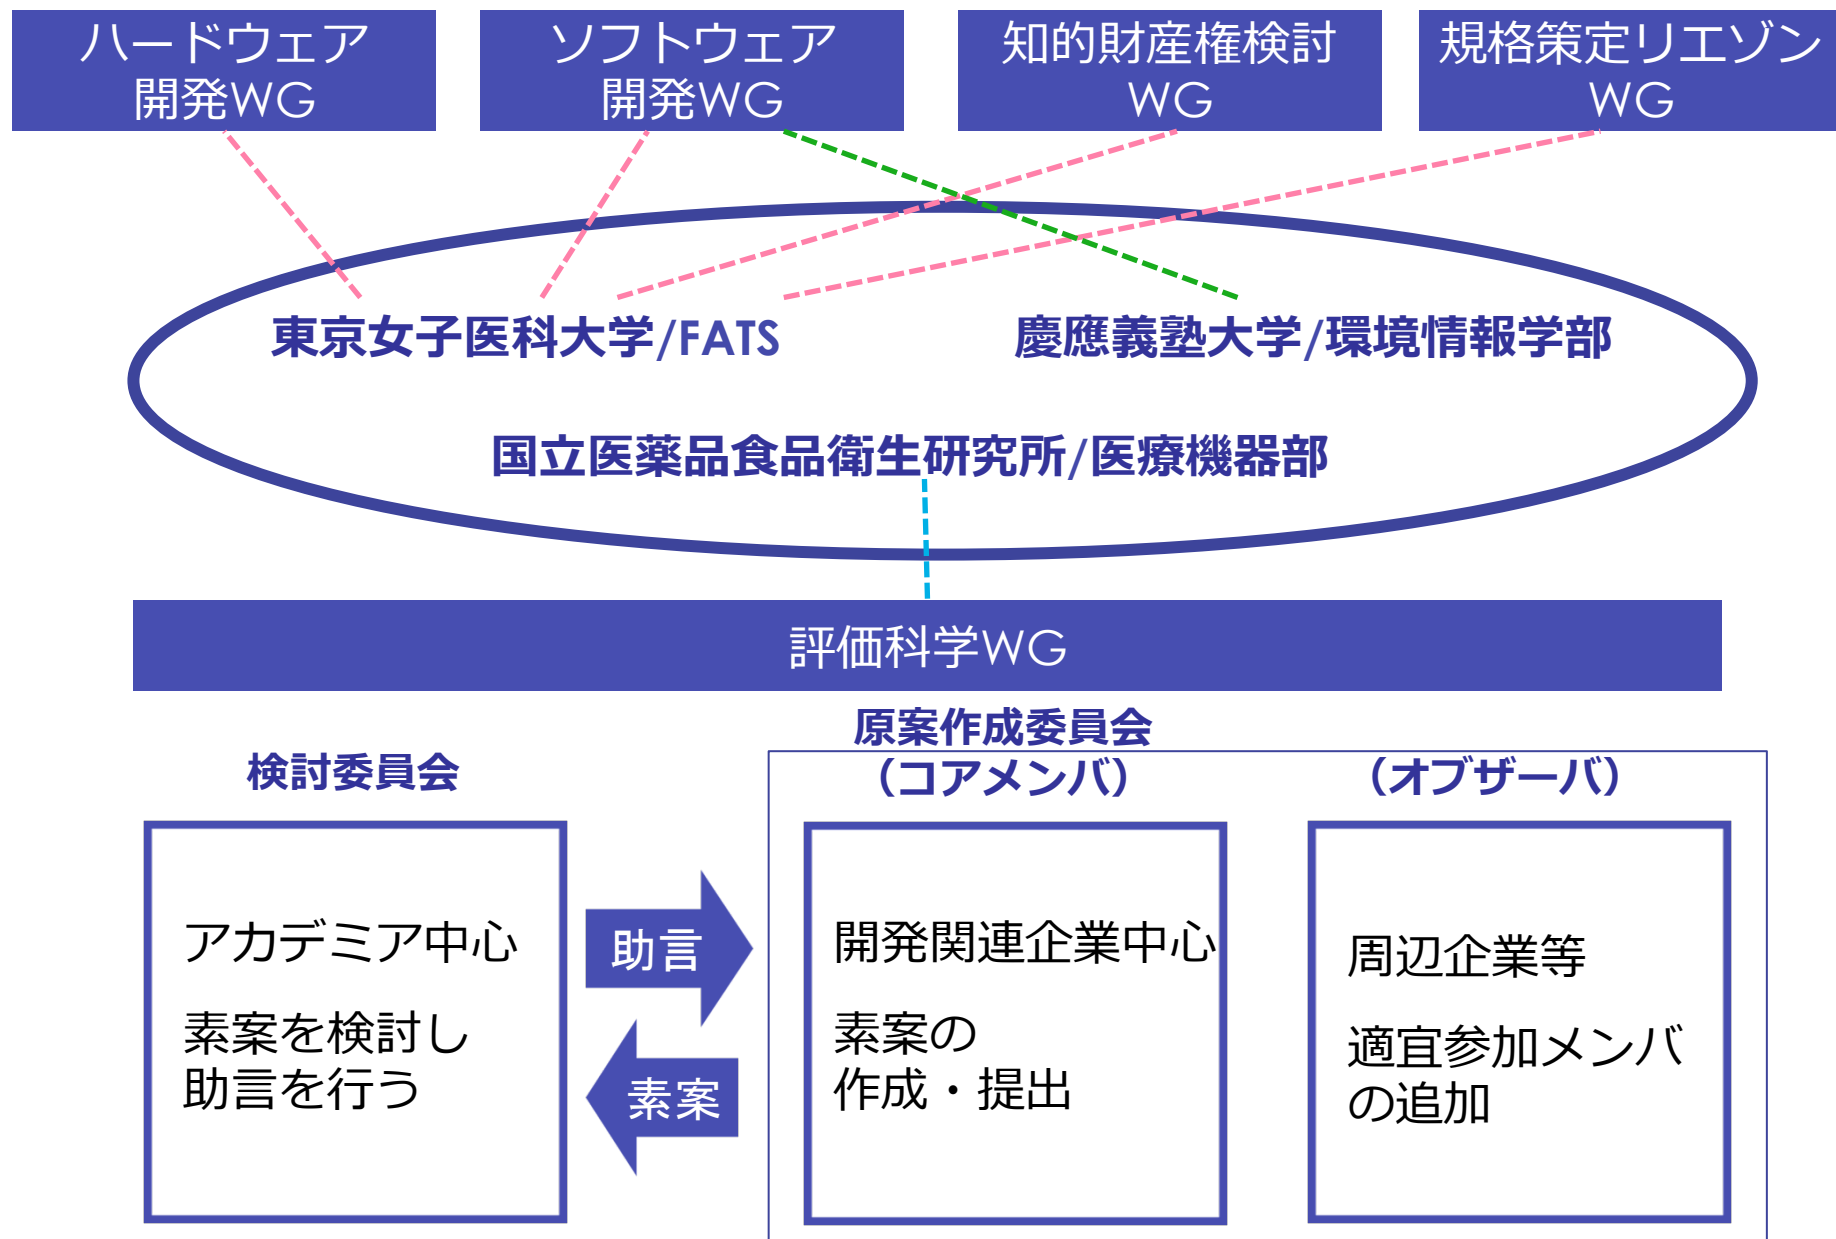 ハードウェア
開発WG
ソフトウェア
開発WG
知的財産権検討
WG
規格策定リエゾン
WG
東京女子医科大学/FATS
慶應義塾大学/環境情報学部
国立医薬品食品衛生研究所/医療機器部
評価科学WG
検討委員会
原案作成委員会
（コアメンバ）
（オブザーバ）
アカデミア中心
素案を検討し
助言を行う
助言
素案
開発関連企業中心
素案の
作成・提出
周辺企業等
適宜参加メンバ
の追加